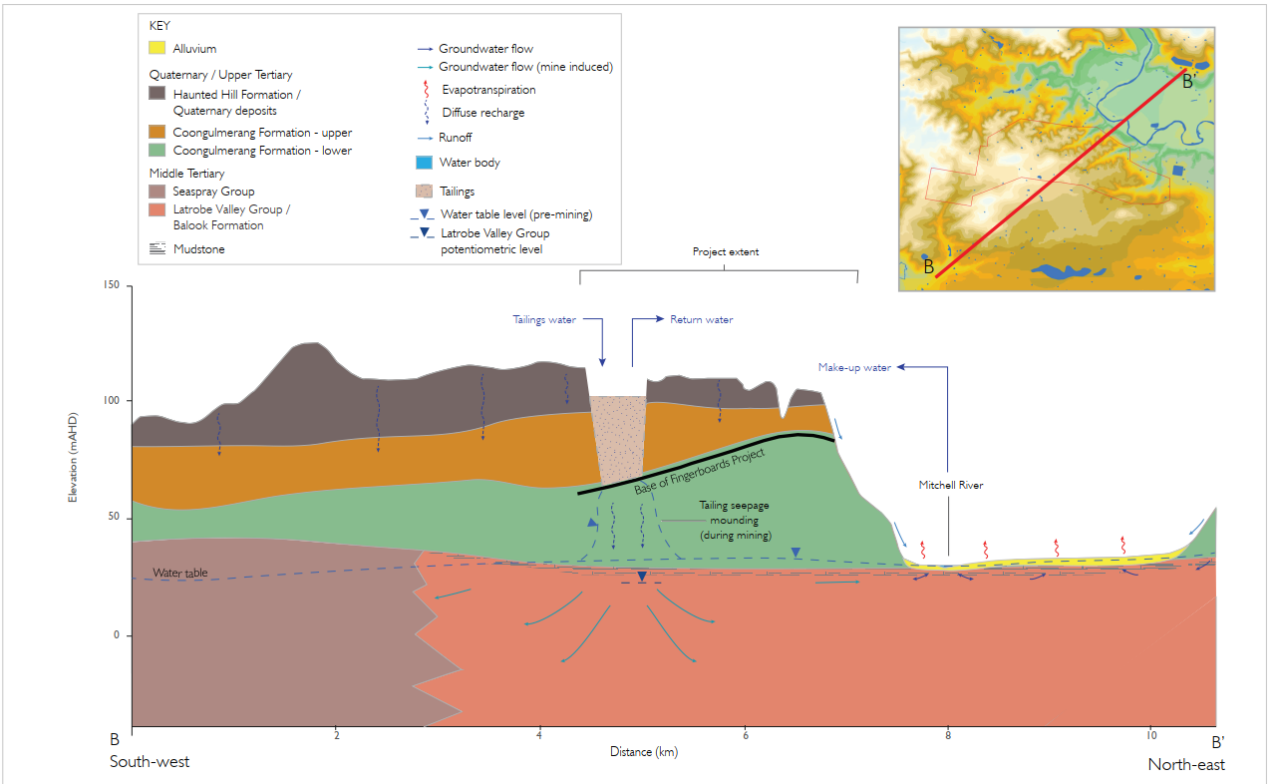 KEY
Alluvium
Quaternary / Upper Tertiary
Haunted Hill Formation /
Quaternary deposits
Coongulmerang Formation - upper
Coongulmerang Formation - lower
Middle Tertiary
Seaspray Group
Latrobe Valley Group /
Balook Formation
Mudstone
Groundwater flow
Groundwater flow (mine induced)
Evapotranspiration
Diffuse recharge
Runoff
Water body
Tailings
Water table level (pre-mining)
Latrobe Valley Group
potentiometric level
B'
B
Project extent
150
Tailings water
Return water
Make-up water
100
Elevation (mAHD)
Base of Fingerboards Project
Mitchell River
50
Tailing seepage
mounding
(during mining)
Water table
0
B
2
4
6
8
10
B'
Distance (km)
South-west
North-east